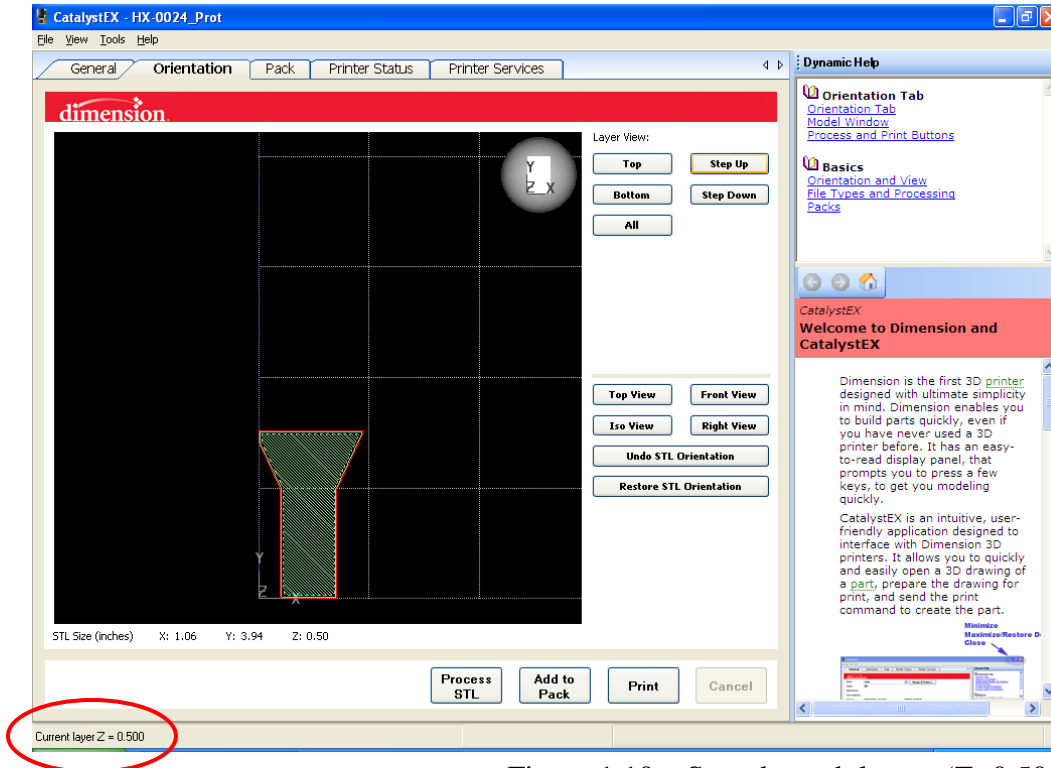 CatalystEX - HX-0024_Prot
File View Tools Help
General
Orientation
Pack
Printer Status
Printer Services
dimension
Layer View:
Top
Step Up
Bottom
Step Down
All
Y
Z X
Top View
Front View
Iso View
Right View
Undo STL Orientation
Restore STL Orientation
Y
Z
X
STL Size (inches) X: 1.06 Y: 3.94 Z: 0.50
Process STL
Add to Pack
Print
Cancel
Current layer Z = 0.500
Dynamic Help
Orientation Tab
Orientation Tab
Model Window
Process and Print Buttons
Basics
Orientation and View
File Types and Processing
Packs
CatalystEX
Welcome to Dimension and
CatalystEX
Dimension is the first 3D printer
designed with ultimate simplicity
in mind. Dimension enables you
to build parts quickly, even if
you have never used a 3D
printer before. It has an easy-
to-read display panel, that
prompts you to press a few
keys, to get you modeling
quickly.
CatalystEX is an intuitive, user-
friendly application designed to
interface with Dimension 3D
printers. It allows you to quickly
and easily open a 3D drawing of
a part, prepare the drawing for
print, and send the print
command to create the part.
Minimize
Maximize/Restore
Close